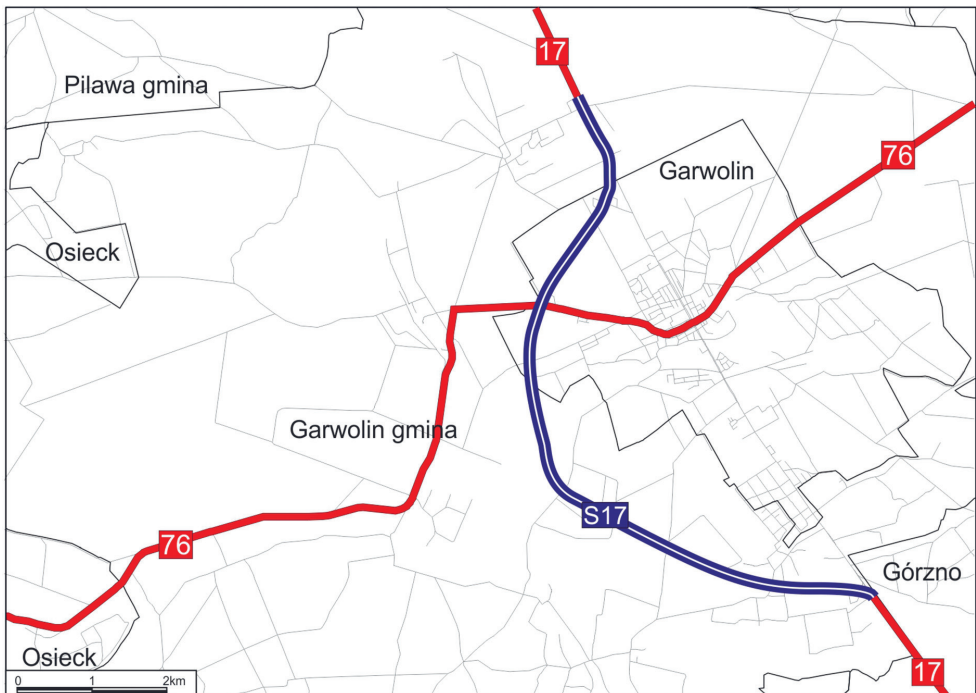 17
Pilawa gmina
76
Garwolin
Osieck
Garwolin gmina
S17
76
Górzno
Osieck
17
0 1 2km